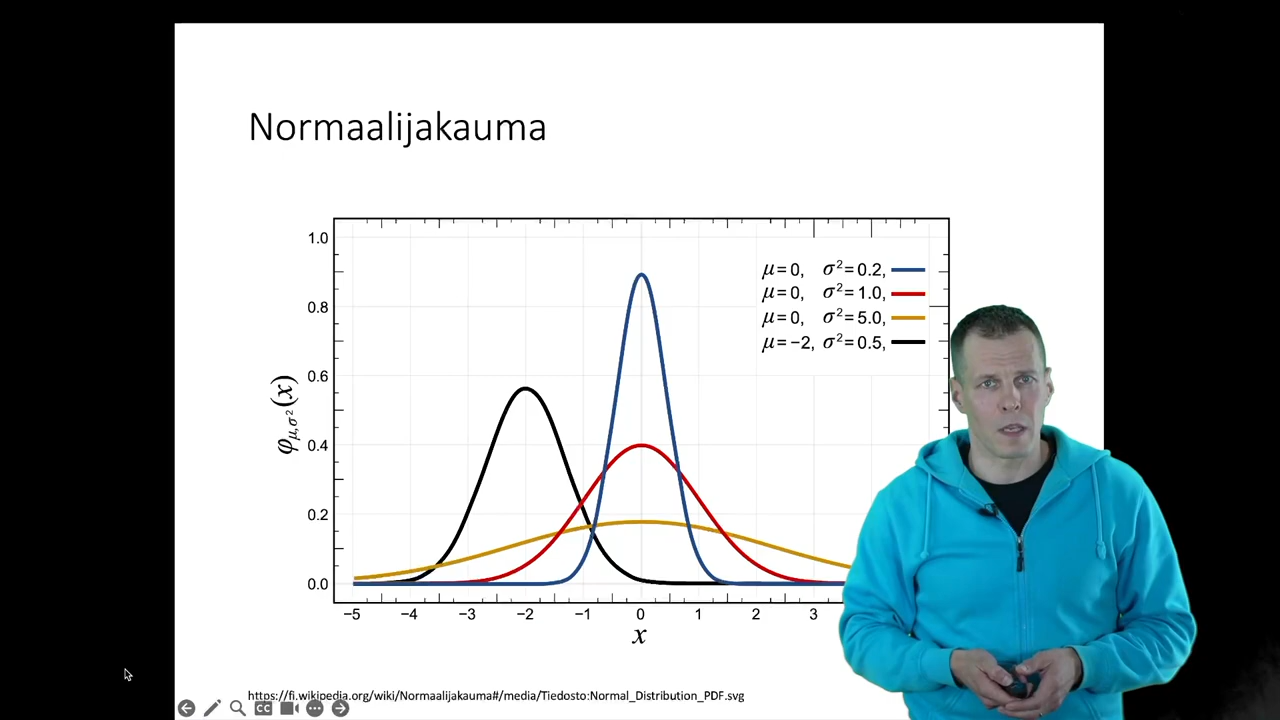 Normaalijakauma
1.0
0.8
0.6
0.4
0.2
0.0
φμ,σ²(x)
μ=0, σ²=0.2,
μ=0, σ²=1.0,
μ=0, σ²=5.0,
μ=−2, σ²=0.5,
−5 −4 −3 −2 −1 0 1 2 3
x
https://fi.wikipedia.org/wiki/Normaalijakauma#/media/Tiedosto:Normal_Distribution_PDF.svg
CC